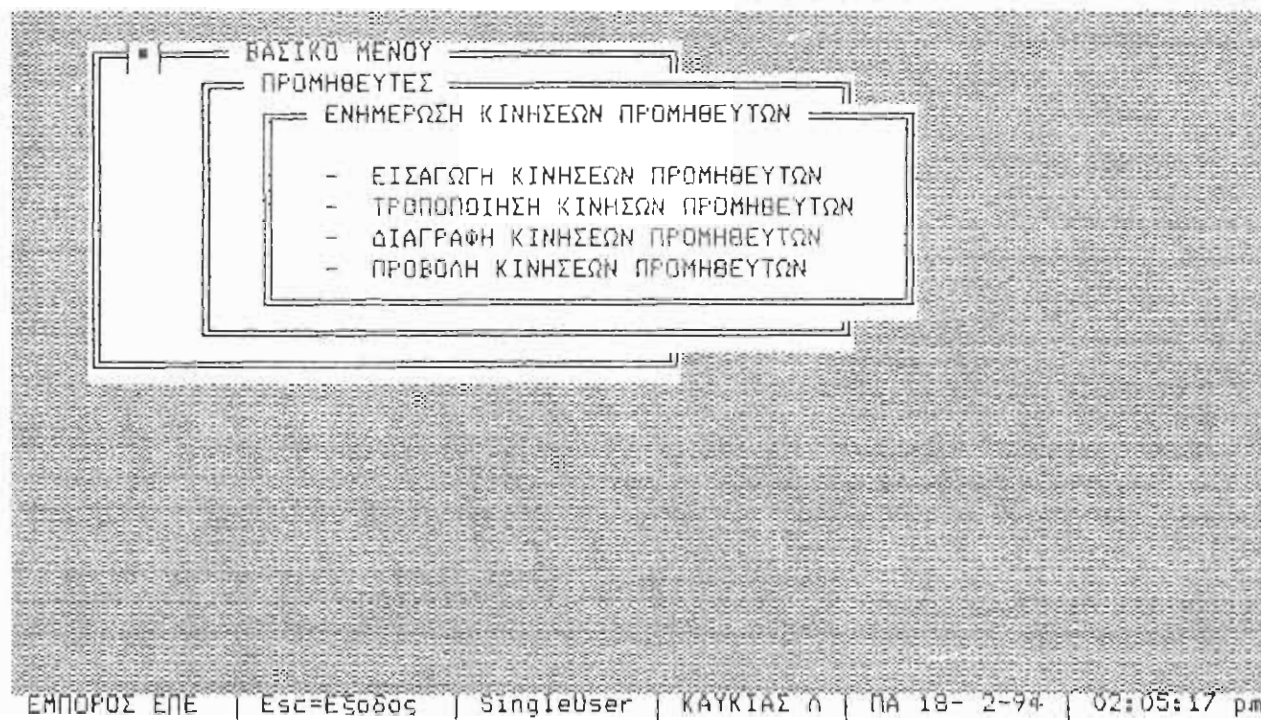 ΒΑΣΙΚΟ ΜΕΝΟΥ
ΠΡΟΜΗΘΕΥΤΕΣ
ΕΝΗΜΕΡΩΣΗ ΚΙΝΗΣΕΩΝ ΠΡΟΜΗΘΕΥΤΩΝ
- ΕΙΣΑΓΩΓΗ ΚΙΝΗΣΕΩΝ ΠΡΟΜΗΘΕΥΤΩΝ
- ΤΡΟΠΟΠΟΙΗΣΗ ΚΙΝΗΣΩΝ ΠΡΟΜΗΘΕΥΤΩΝ
- ΔΙΑΓΡΑΦΗ ΚΙΝΗΣΕΩΝ ΠΡΟΜΗΘΕΥΤΩΝ
- ΠΡΟΒΟΛΗ ΚΙΝΗΣΕΩΝ ΠΡΟΜΗΘΕΥΤΩΝ
ΕΜΠΟΡΟΣ ΕΠΕ | Esc=Εξοδος | SingleUser | ΚΑΥΚΙΑΣ Λ | ΠΑ 18- 2-94 | 02:05:17 pm